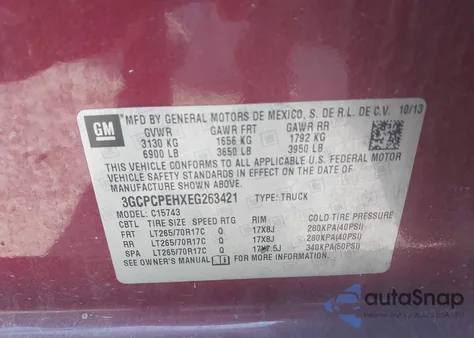 GM
MFD BY GENERAL MOTORS DE MEXICO, S. DE R.L. DE C.V. 10/13
GVWR GAWR FRT GAWR RR
3130 KG 1656 KG 1792 KG
6900 LB 3650 LB 3950 LB
THIS VEHICLE CONFORMS TO ALL APPLICABLE U.S. FEDERAL MOTOR
VEHICLE SAFETY AND THEFT PREVENTION STANDARDS IN EFFECT ON THE DATE OF
MANUFACTURE SHOWN ABOVE.
3GCPCPEHXEG263421 TYPE: TRUCK
MODEL: C15743
CBTL TIRE SIZE SPEED RTG RIM COLD TIRE PRESSURE
FRT LT265/70R17C Q 17X8J 280KPA(40PSI)
RR LT265/70R17C Q 17X8J 280KPA(40PSI)
SPA LT265/70R17C Q 340KPA(50PSI)
SEE OWNER'S MANUAL FOR MORE INFORMATION.
autoSnap